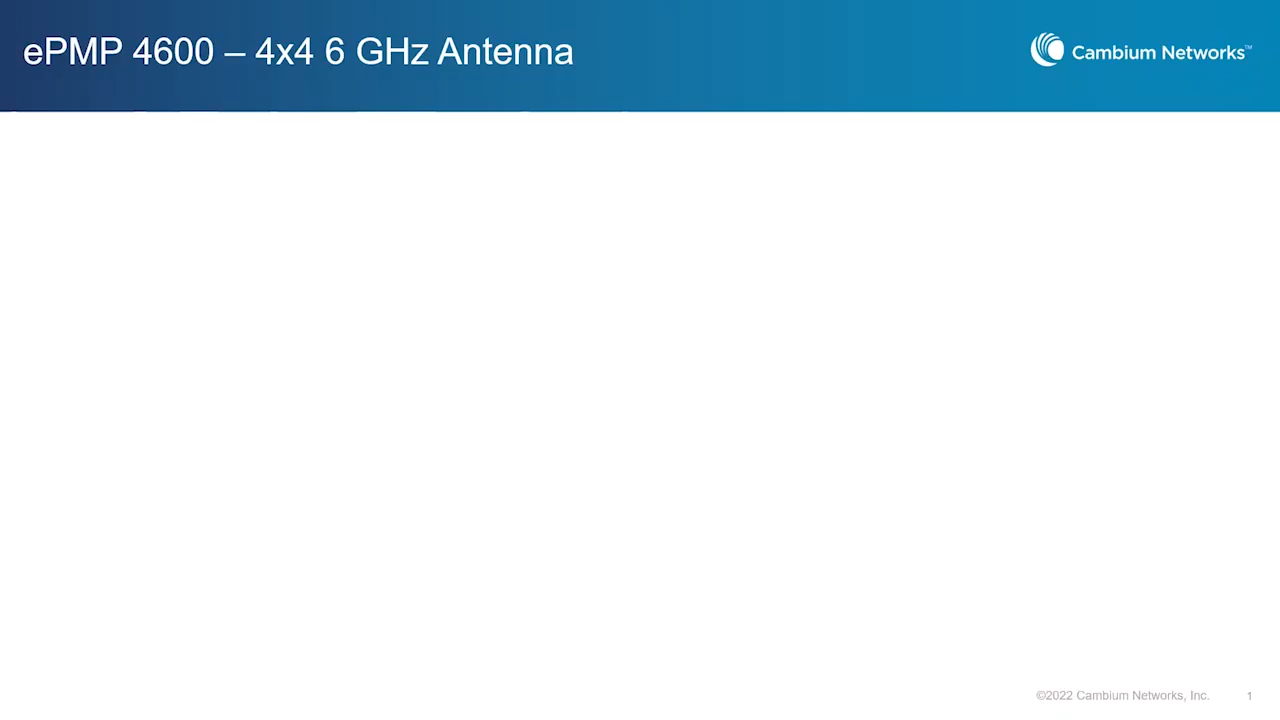 ePMP 4600 – 4x4 6 GHz Antenna
Cambium Networks™
©2022 Cambium Networks, Inc. 1